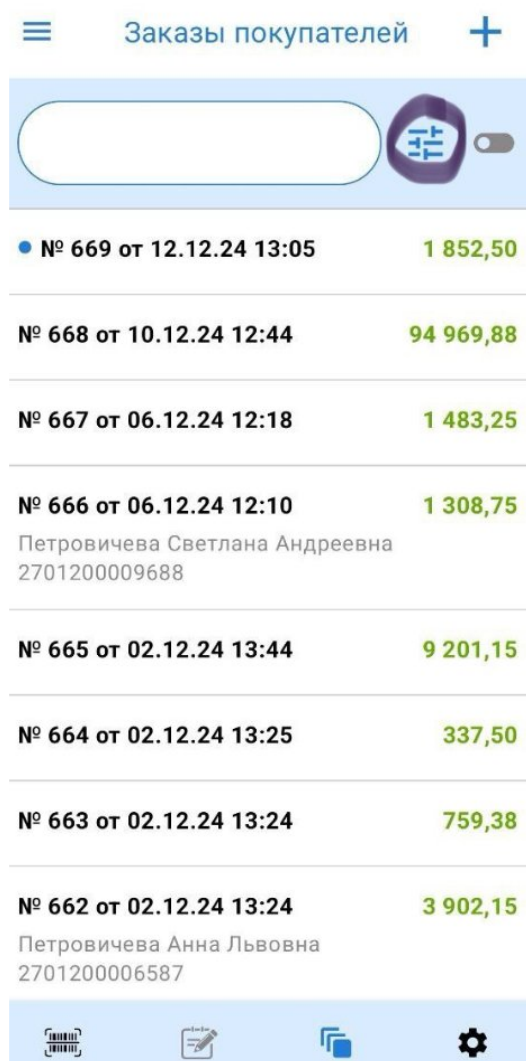 Заказы покупателей
№ 669 от 12.12.24 13:05 1 852,50
№ 668 от 10.12.24 12:44 94 969,88
№ 667 от 06.12.24 12:18 1 483,25
№ 666 от 06.12.24 12:10 1 308,75
Петровичева Светлана Андреевна
2701200009688
№ 665 от 02.12.24 13:44 9 201,15
№ 664 от 02.12.24 13:25 337,50
№ 663 от 02.12.24 13:24 759,38
№ 662 от 02.12.24 13:24 3 902,15
Петровичева Анна Львовна
2701200006587